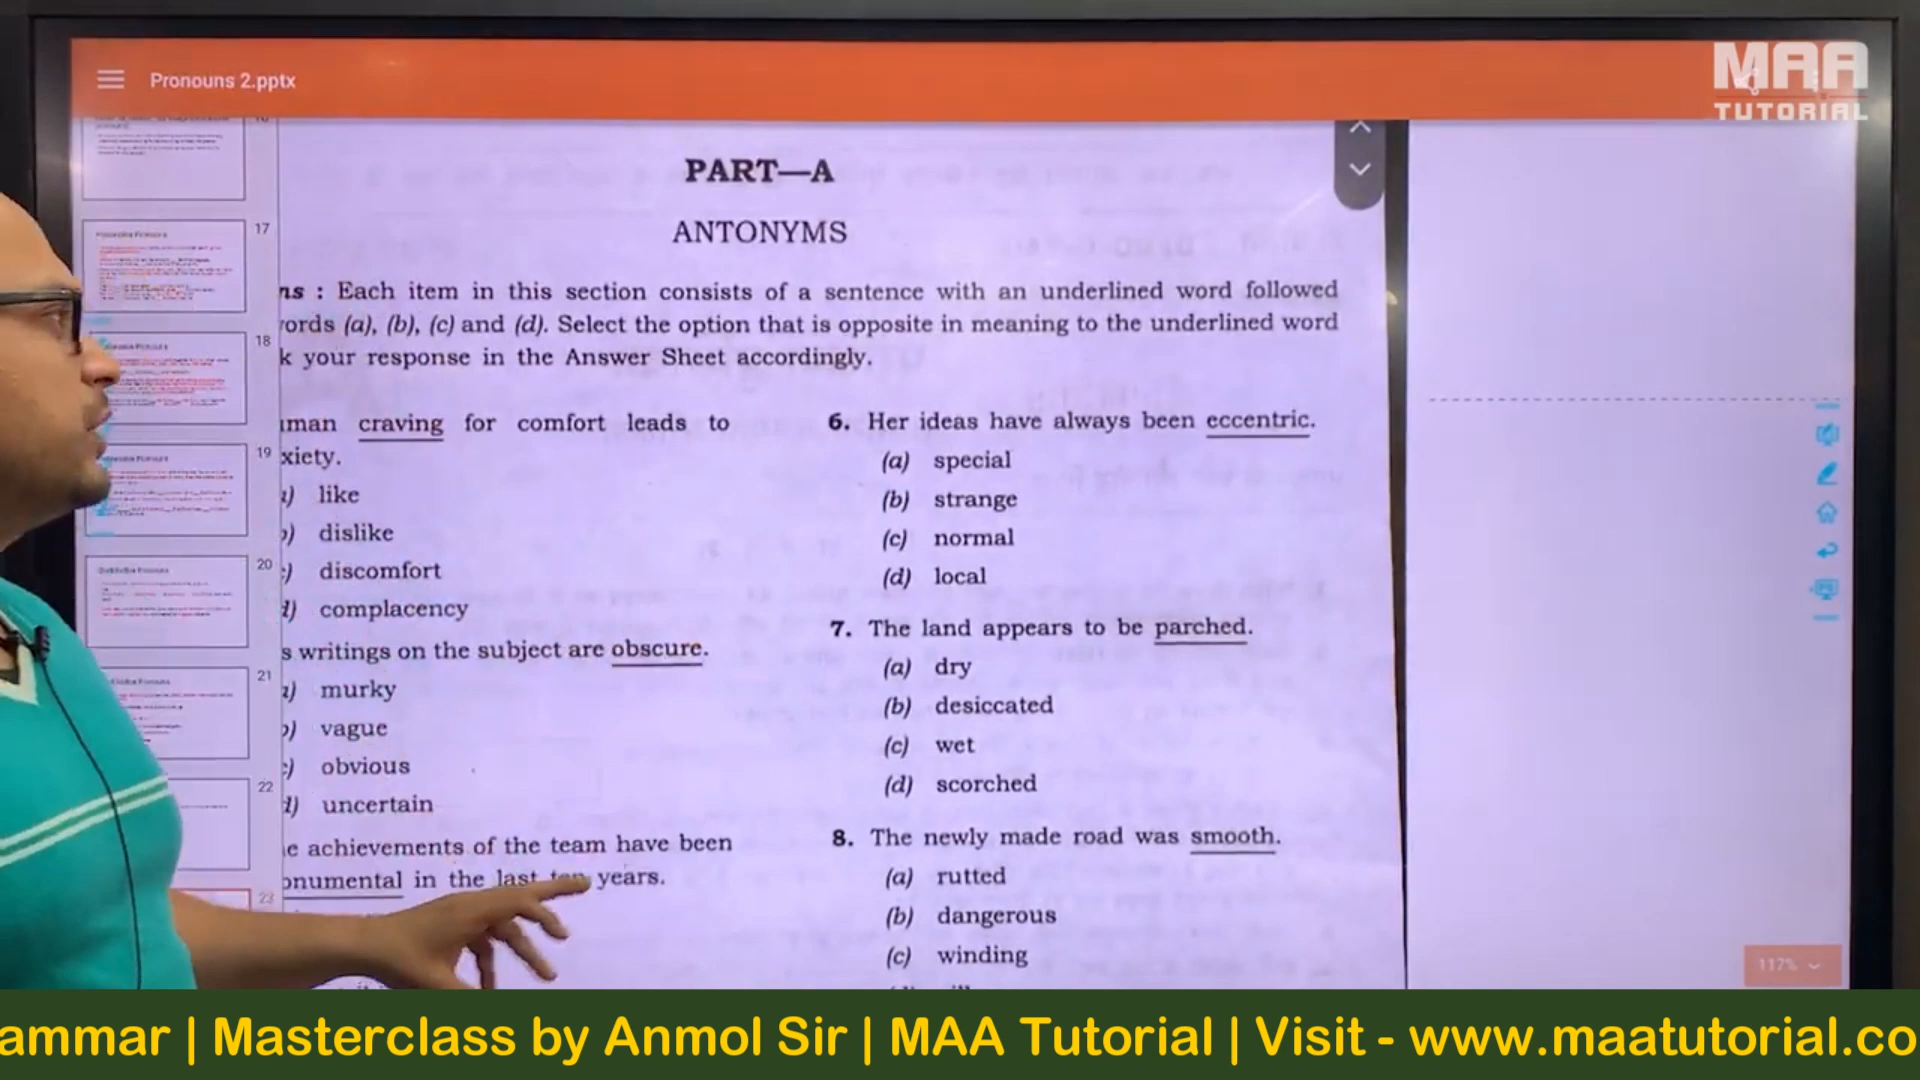 Pronouns 2.pptx
MAA
TUTORIAL
17
18
19
20
21
22
23
PART—A
ANTONYMS
ns : Each item in this section consists of a sentence with an underlined word followed
ords (a), (b), (c) and (d). Select the option that is opposite in meaning to the underlined word
k your response in the Answer Sheet accordingly.
man craving for comfort leads to
xiety.
) like
) dislike
) discomfort
) complacency
s writings on the subject are obscure.
) murky
) vague
) obvious
) uncertain
e achievements of the team have been
onumental in the last ten years.
6. Her ideas have always been eccentric.
(a) special
(b) strange
(c) normal
(d) local
7. The land appears to be parched.
(a) dry
(b) desiccated
(c) wet
(d) scorched
8. The newly made road was smooth.
(a) rutted
(b) dangerous
(c) winding
117%
ammar | Masterclass by Anmol Sir | MAA Tutorial | Visit - www.maatutorial.co